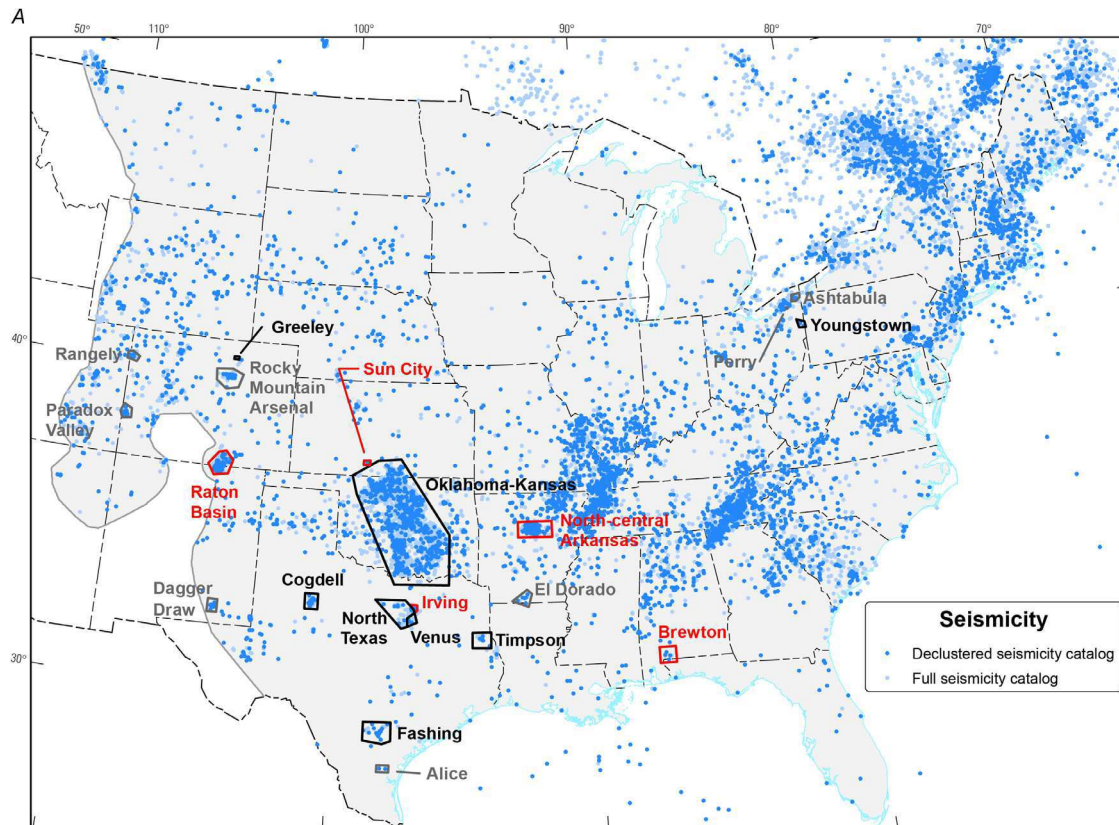 A
50°
110°
100°
90°
80°
70°
40°
30°
Greeley
Rangely
Rocky
Mountain
Arsenal
Sun City
Paradox
Valley
Raton
Basin
Oklahoma-Kansas
North-central
Arkansas
Ashtabula
Youngstown
Perry
Dagger
Draw
Cogdell
North
Texas
Irving
Venus
Timpson
El Dorado
Brewton
Fashing
Alice
Seismicity
Declustered seismicity catalog
Full seismicity catalog